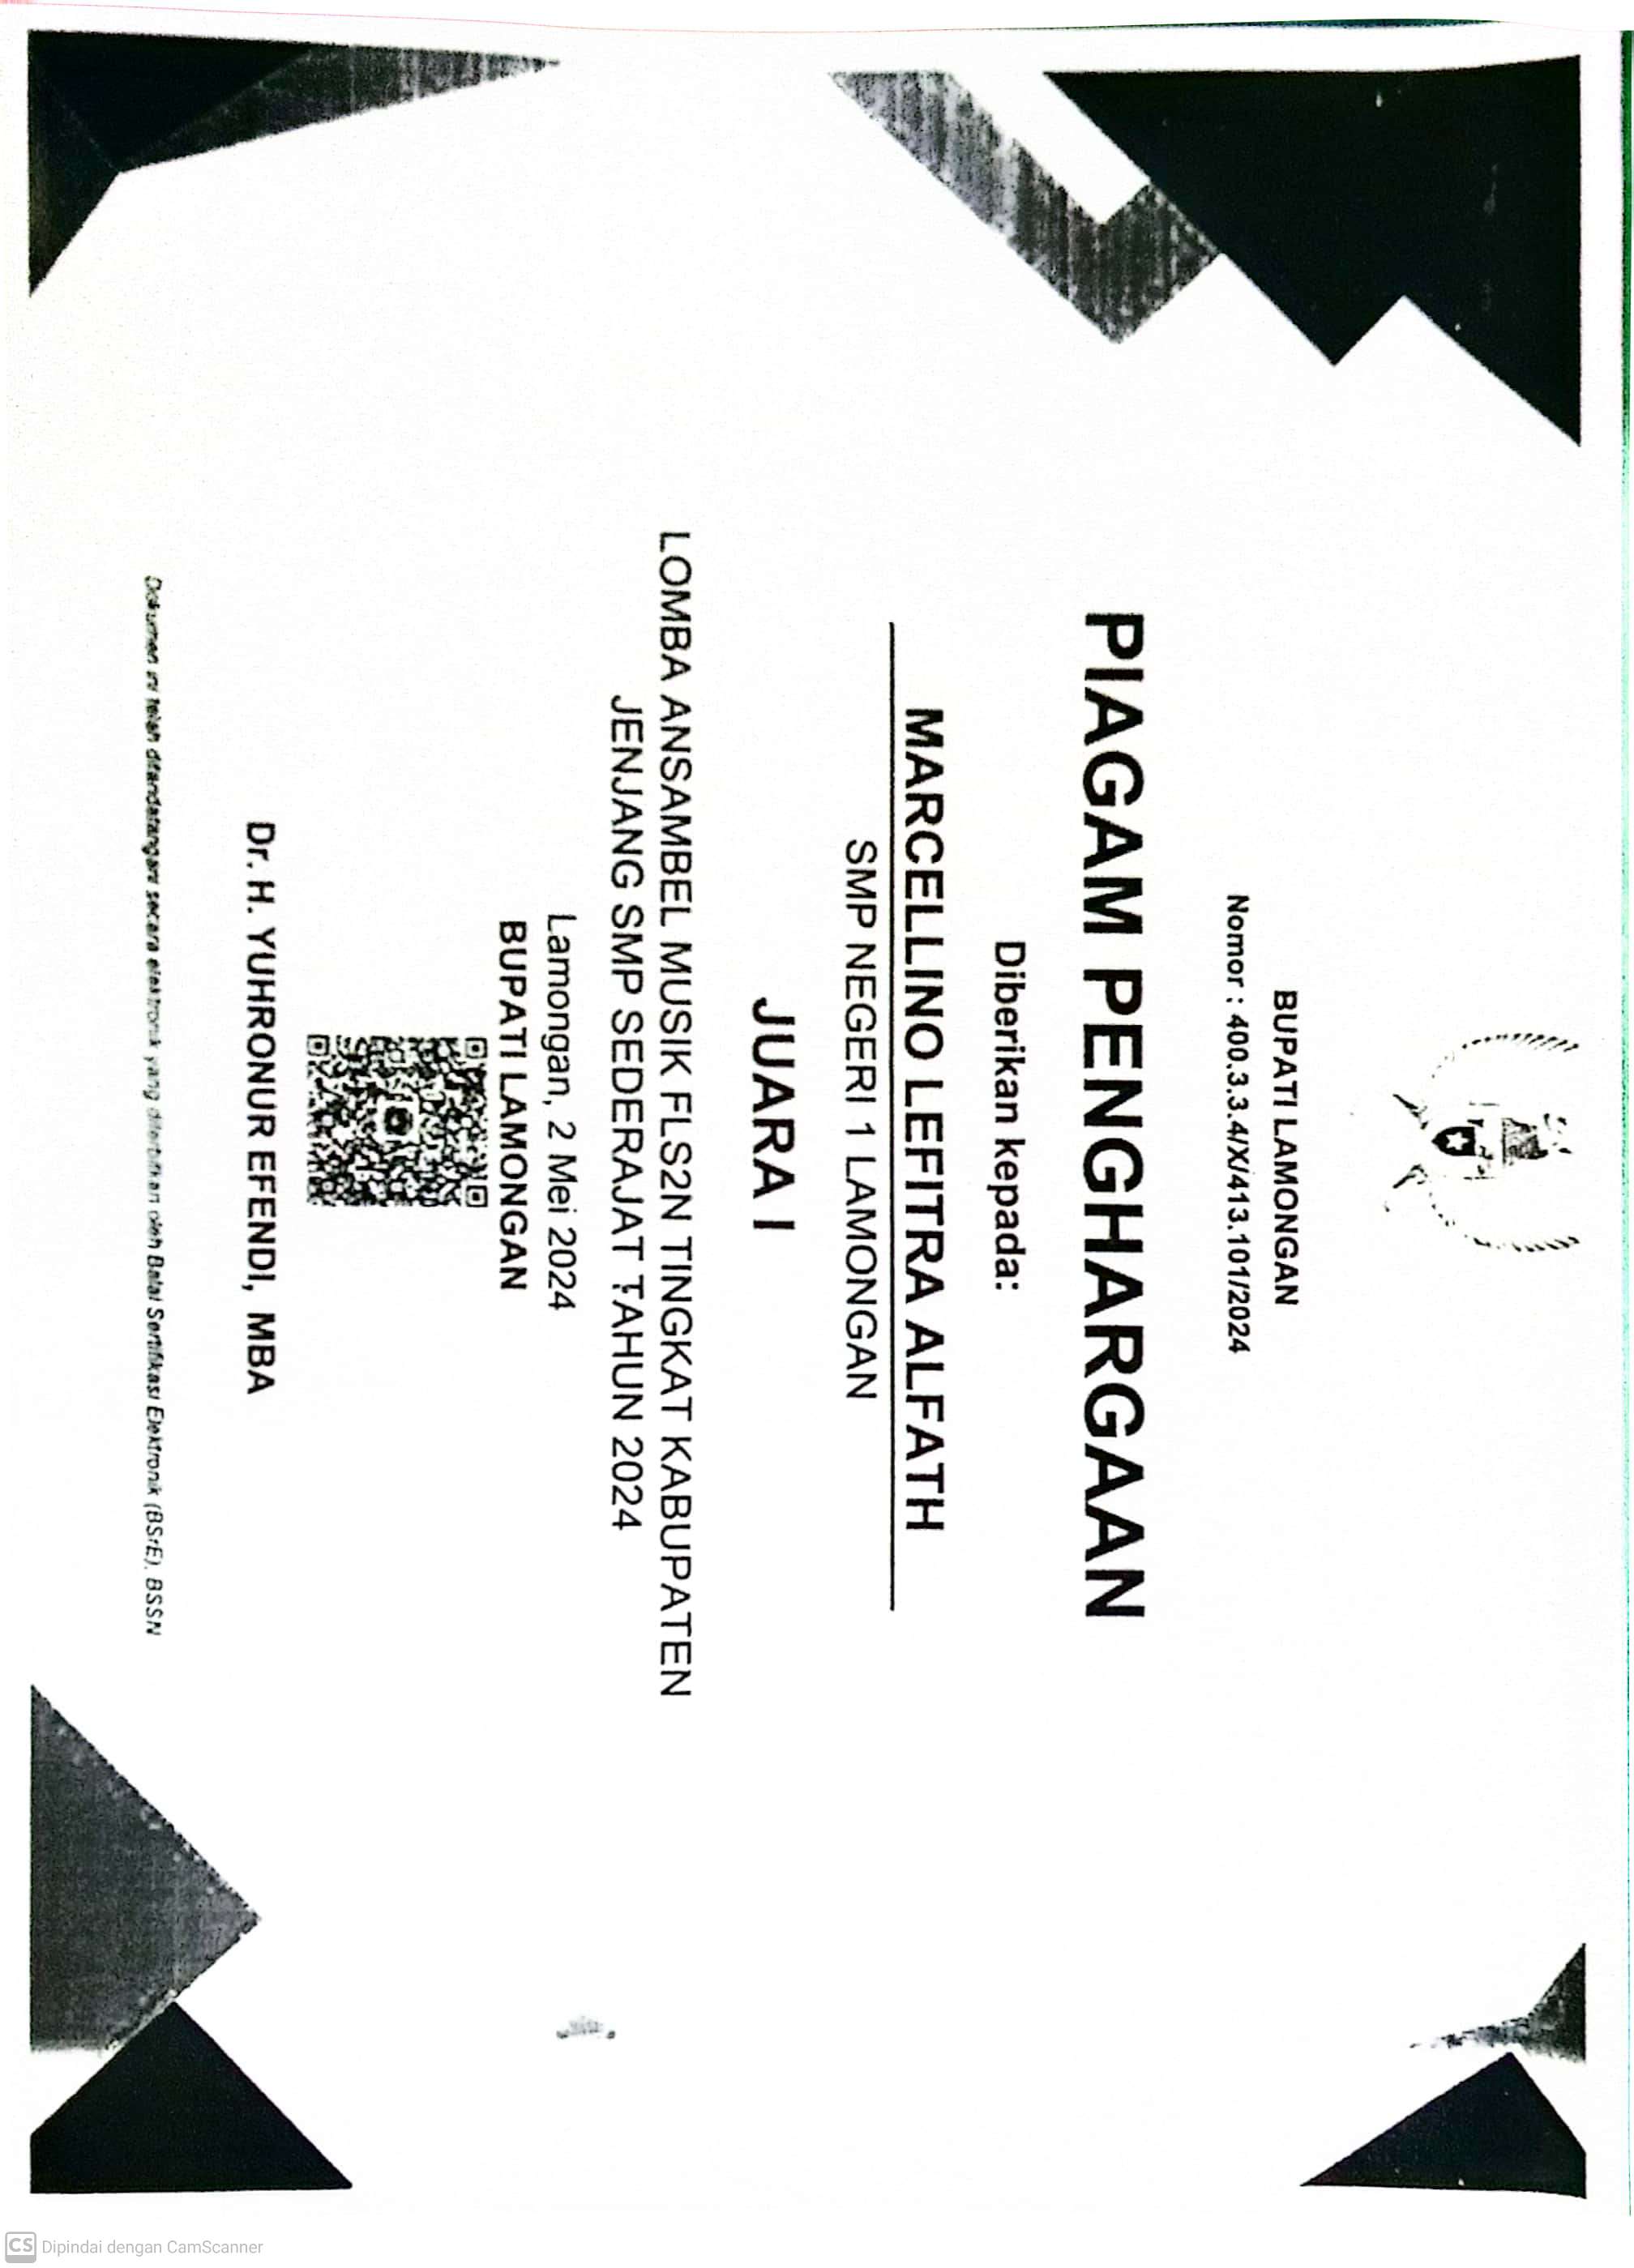 BUPATI LAMONGAN
Nomor : 400.3.3.4/X/413.101/2024
PIAGAM PENGHARGAAN
Diberikan kepada:
MARCELLINO LEFITRA ALFATH
SMP NEGERI 1 LAMONGAN
JUARA I
LOMBA ANSAMBEL MUSIK FLS2N TINGKAT KABUPATEN
JENJANG SMP SEDERAJAT TAHUN 2024
Lamongan, 2 Mei 2024
BUPATI LAMONGAN
Dr. H. YUHRONUR EFENDI, MBA
Dokumen ini telah ditandatangani secara elektronik yang diterbitkan oleh Balai Sertifikasi Elektronik (BSrE), BSSN
CS Dipindai dengan CamScanner